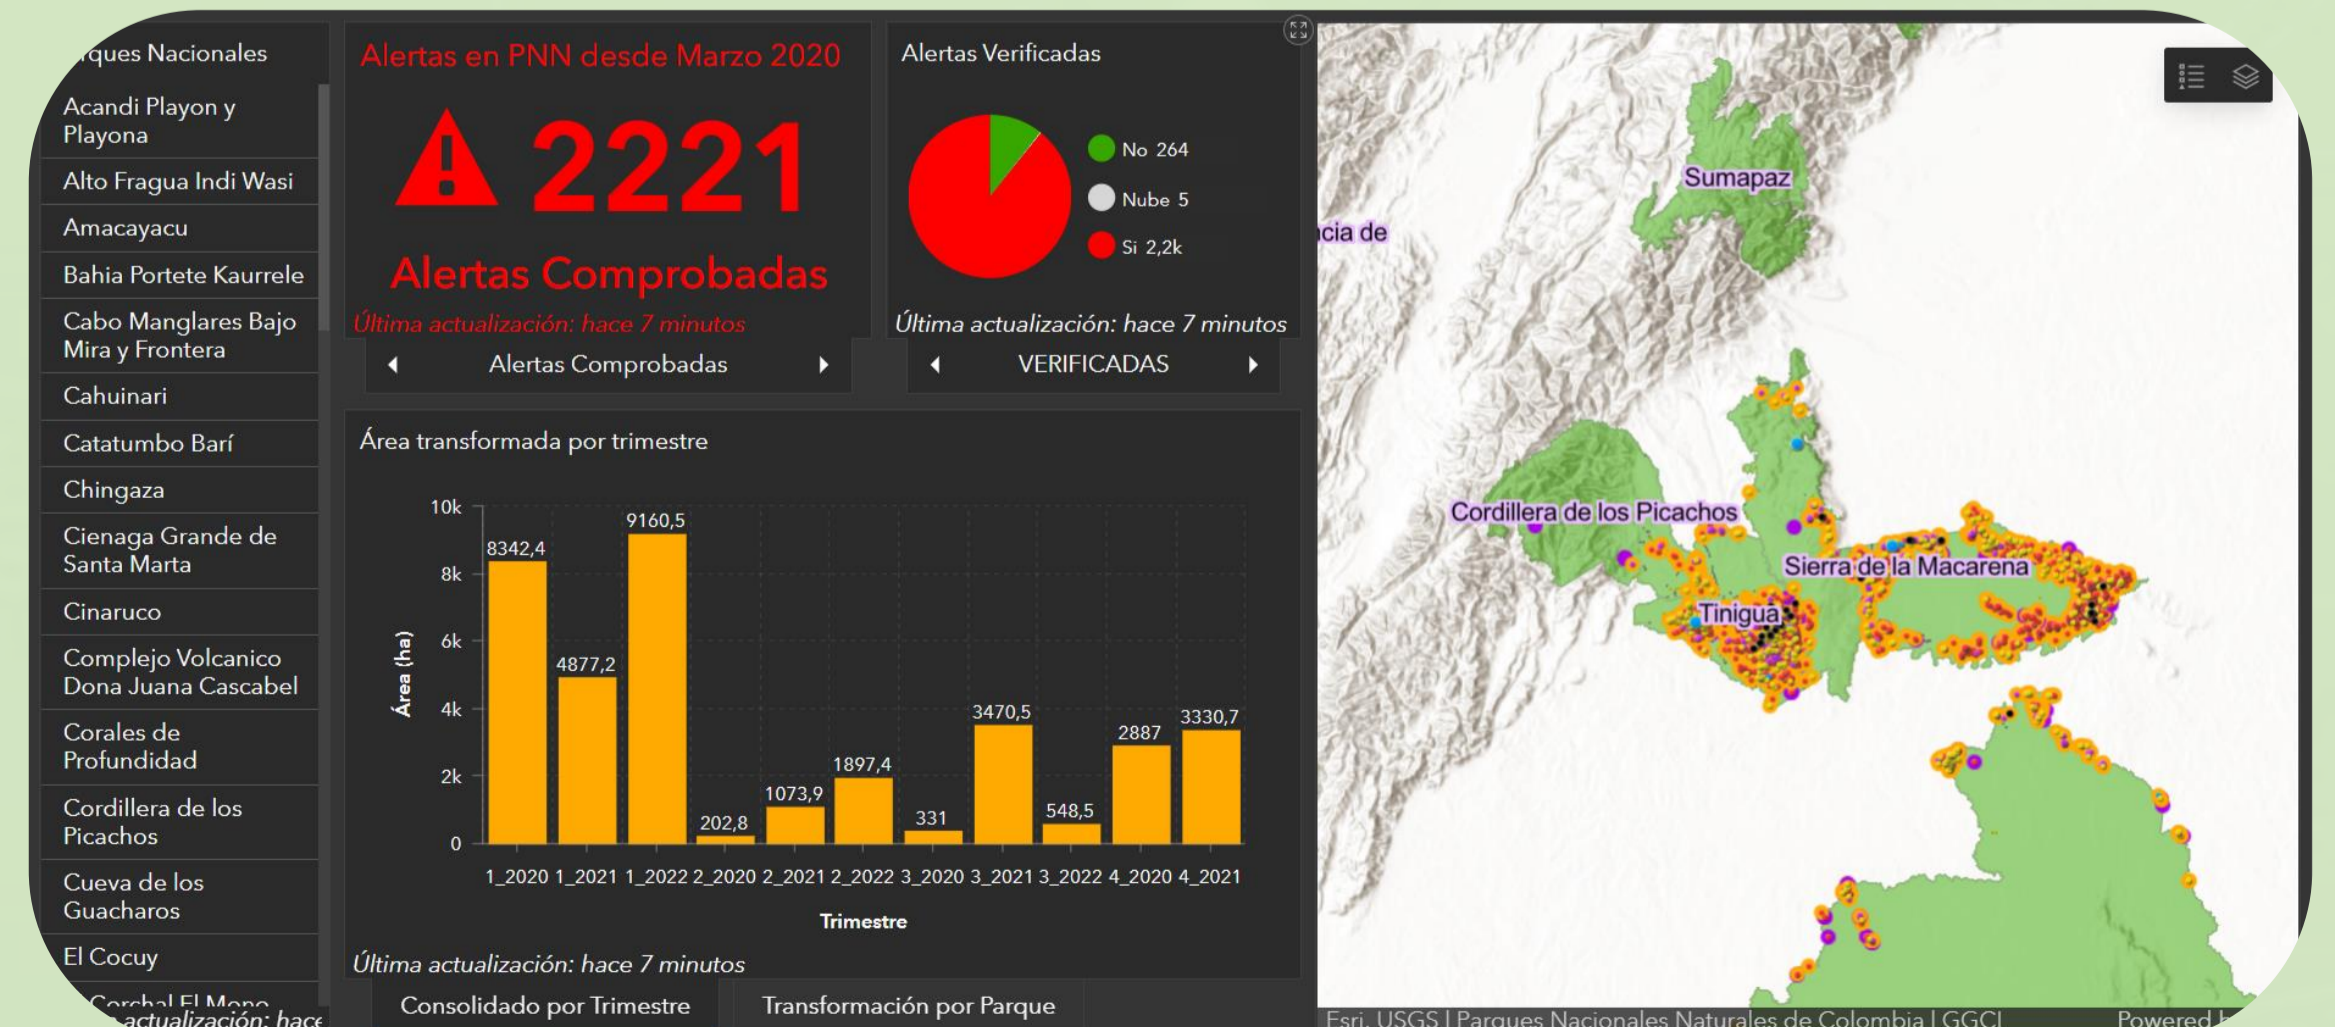 ques Nacionales
Acandi Playon y
Playona
Alto Fragua Indi Wasi
Amacayacu
Bahia Portete Kaurrele
Cabo Manglares Bajo
Mira y Frontera
Cahuinari
Catatumbo Barí
Chingaza
Cienaga Grande de
Santa Marta
Cinaruco
Complejo Volcanico
Dona Juana Cascabel
Corales de
Profundidad
Cordillera de los
Picachos
Cueva de los
Guacharos
El Cocuy
Corchal El Mono
actualización: hace
Alertas en PNN desde Marzo 2020
2221
Alertas Comprobadas
Última actualización: hace 7 minutos
Alertas Comprobadas
Alertas Verificadas
No 264
Nube 5
Si 2,2k
Última actualización: hace 7 minutos
VERIFICADAS
Área transformada por trimestre
Área (ha)
10k
8k
6k
4k
2k
0
8342,4
4877,2
9160,5
202,8
1073,9
1897,4
331
3470,5
548,5
2887
3330,7
1_2020 1_2021 1_2022 2_2020 2_2021 2_2022 3_2020 3_2021 3_2022 4_2020 4_2021
Trimestre
Última actualización: hace 7 minutos
Consolidado por Trimestre
Transformación por Parque
Sumapaz
cia de
Cordillera de los Picachos
Sierra de la Macarena
Tinigua
Esri, USGS | Parques Nacionales Naturales de Colombia | GGCI
Powered b